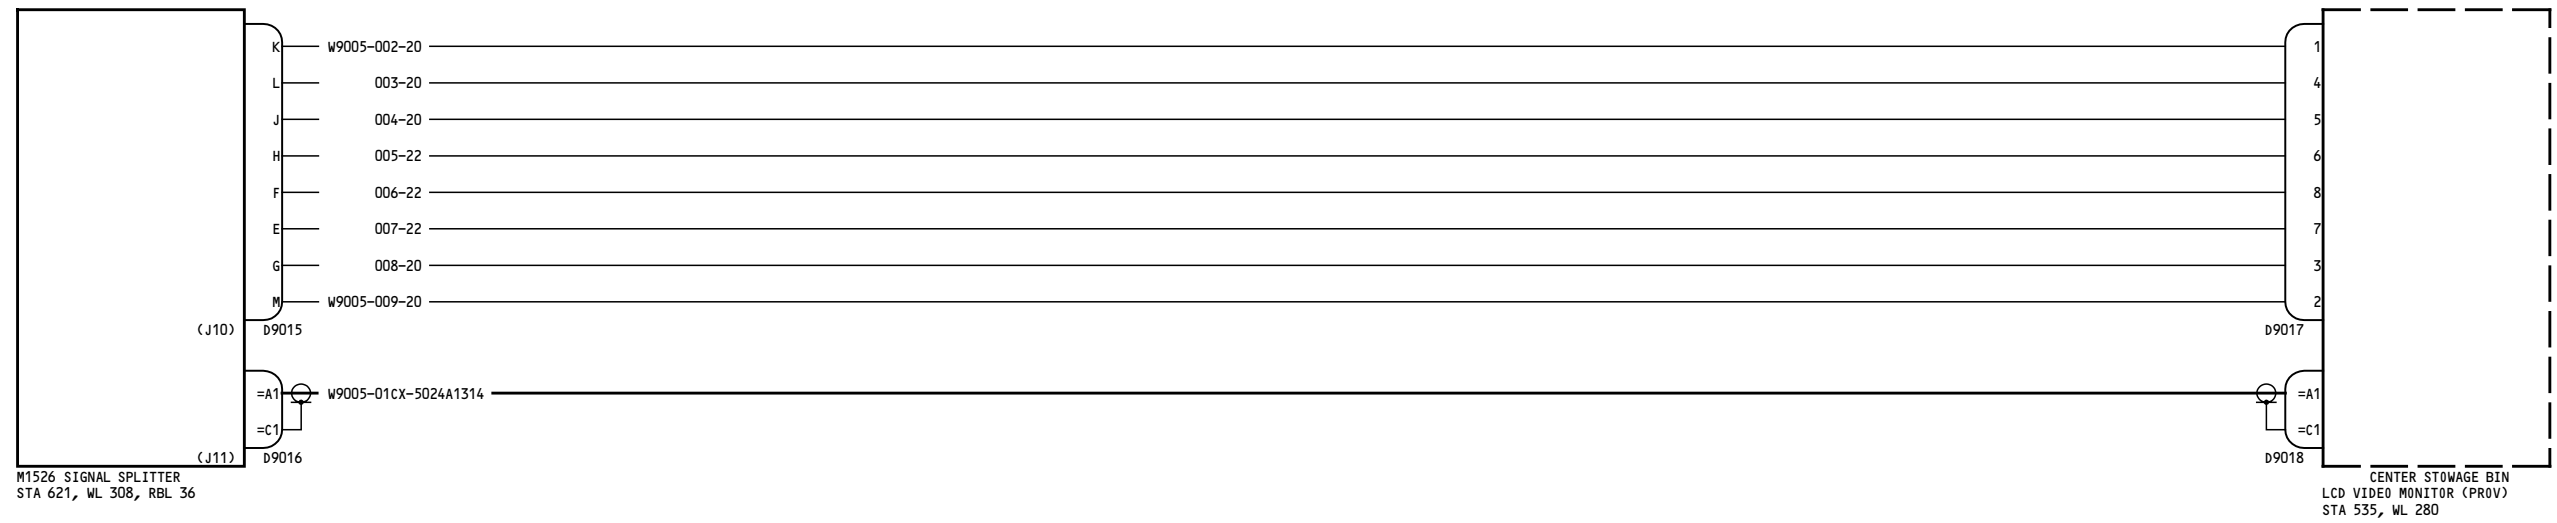 K W9005-002-20 1
L 003-20 4
J 004-20 5
H 005-22 6
F 006-22 8
E 007-22 7
G 008-20 3
M W9005-009-20 2
(J10) D9015 D9017
=A1 W9005-01CX-5024A1314 =A1
=C1 =C1
(J11) D9016 D9018
M1526 SIGNAL SPLITTER
STA 621, WL 308, RBL 36
CENTER STOWAGE BIN
LCD VIDEO MONITOR (PROV)
STA 535, WL 280